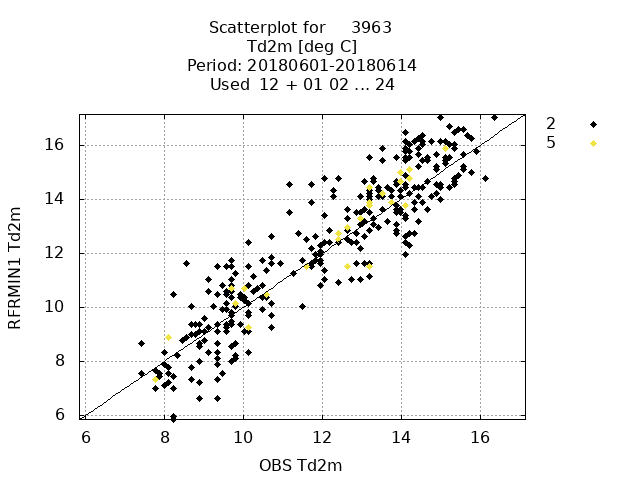 Scatterplot for 3963
Td2m [deg C]
Period: 20180601-20180614
Used 12 + 01 02 ... 24
2
5
RFRMIN1 Td2m
16
14
12
10
8
6
6 8 10 12 14 16
OBS Td2m